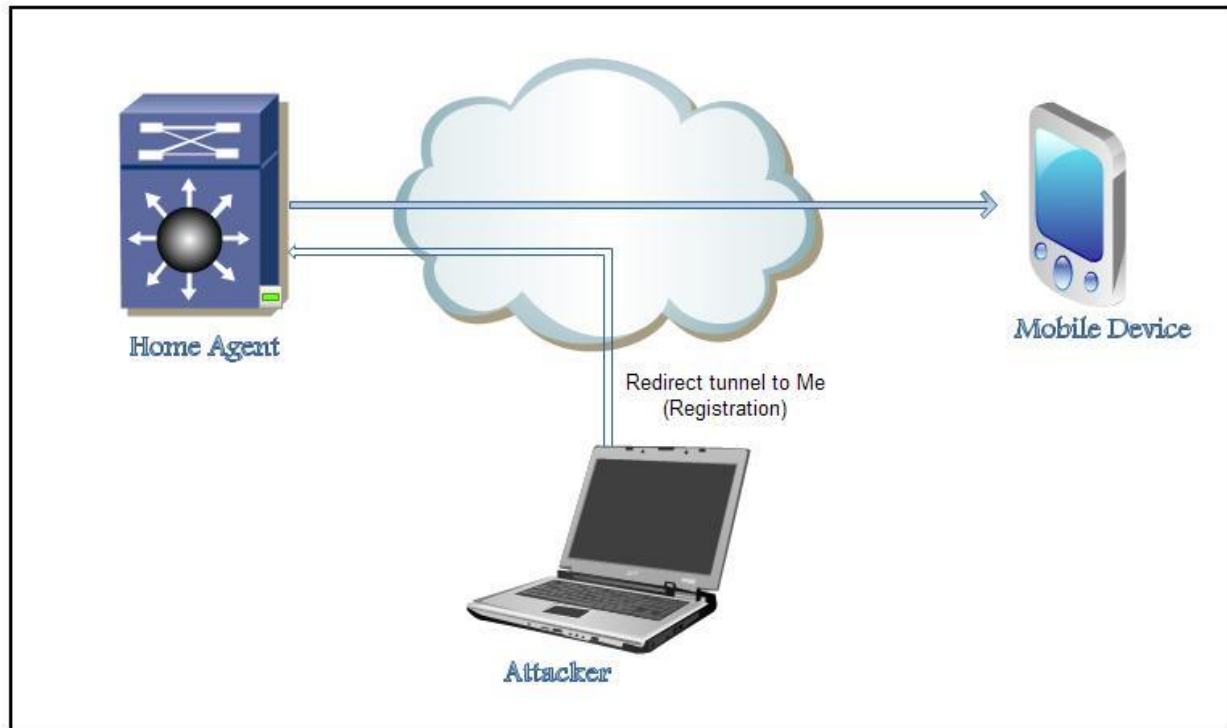 Home Agent
Mobile Device
Redirect tunnel to Me
(Registration)
Attacker